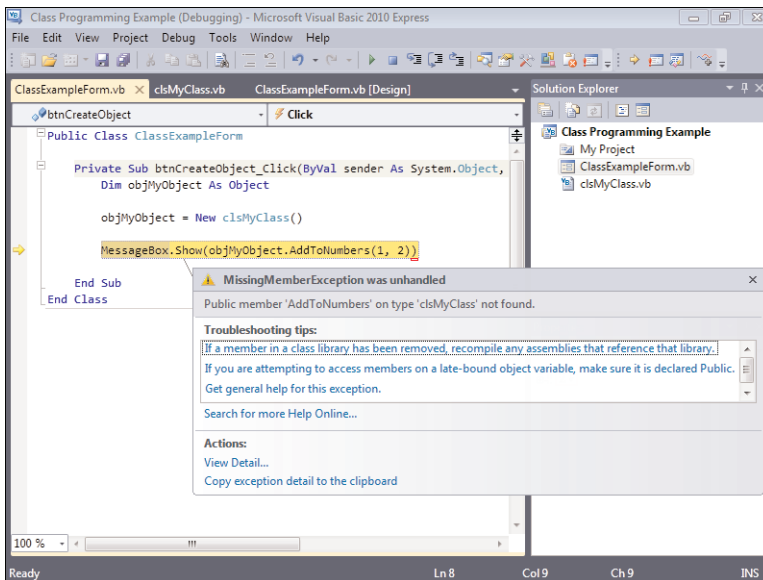 Class Programming Example (Debugging) - Microsoft Visual Basic 2010 Express
File Edit View Project Debug Tools Window Help
ClassExampleForm.vb clsMyClass.vb ClassExampleForm.vb [Design]
btnCreateObject Click
Public Class ClassExampleForm
Private Sub btnCreateObject_Click(ByVal sender As System.Object,
Dim objMyObject As Object
objMyObject = New clsMyClass()
MessageBox.Show(objMyObject.AddToNumbers(1, 2))
End Sub
End Class
MissingMemberException was unhandled
Public member 'AddToNumbers' on type 'clsMyClass' not found.
Troubleshooting tips:
If a member in a class library has been removed, recompile any assemblies that reference that library.
If you are attempting to access members on a late-bound object variable, make sure it is declared Public.
Get general help for this exception.
Search for more Help Online...
Actions:
View Detail...
Copy exception detail to the clipboard
Solution Explorer
Class Programming Example
My Project
ClassExampleForm.vb
clsMyClass.vb
100 %
Ready Ln 8 Col 9 Ch 9 INS